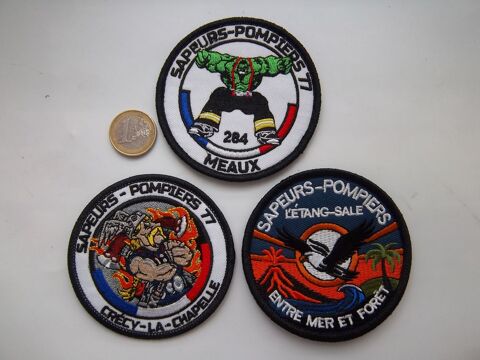 SAPEURS-POMPIERS 77
284
MEAUX
SAPEURS - POMPIERS 77
CRÉCY-LA-CHAPELLE
SAPEURS-POMPIERS
L'ÉTANG-SALÉ
ENTRE MER ET FORÊT